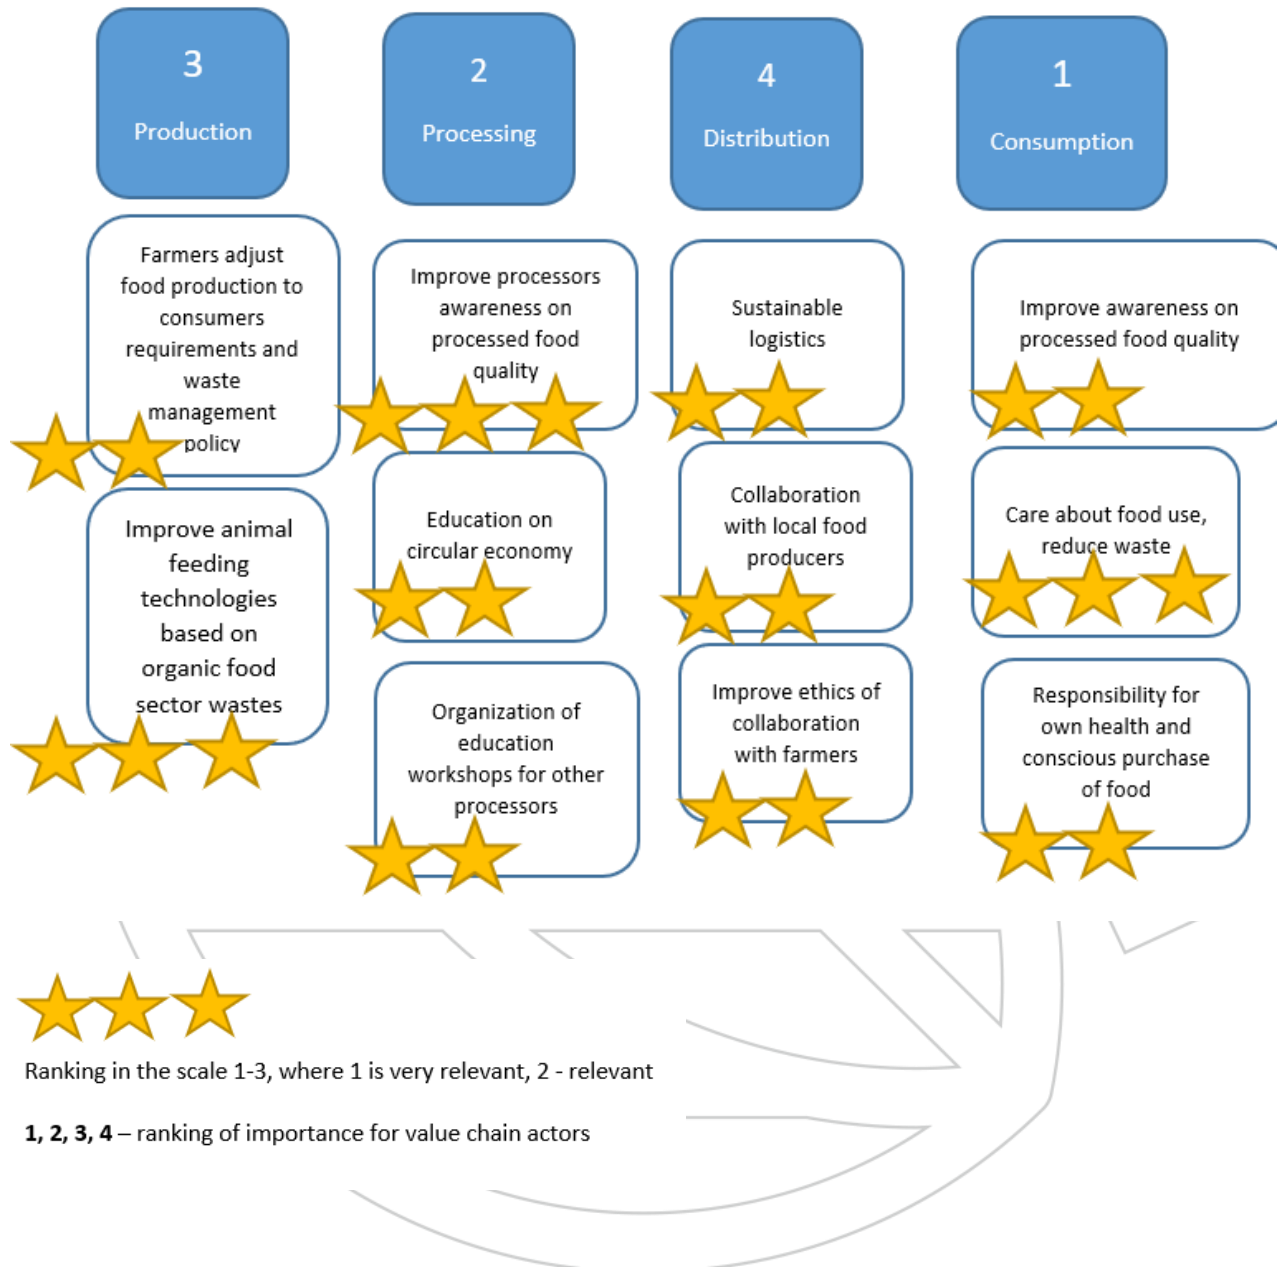 3
Production
Farmers adjust
food production to
consumers
requirements and
waste
management
policy
Improve animal
feeding
technologies
based on
organic food
sector wastes
2
Processing
Improve processors
awareness on
processed food
quality
Education on
circular economy
Organization of
education
workshops for other
processors
4
Distribution
Sustainable
logistics
Collaboration
with local food
producers
Improve ethics of
collaboration
with farmers
1
Consumption
Improve awareness on
processed food quality
Care about food use,
reduce waste
Responsibility for
own health and
conscious purchase
of food
Ranking in the scale 1-3, where 1 is very relevant, 2 - relevant
1, 2, 3, 4 – ranking of importance for value chain actors